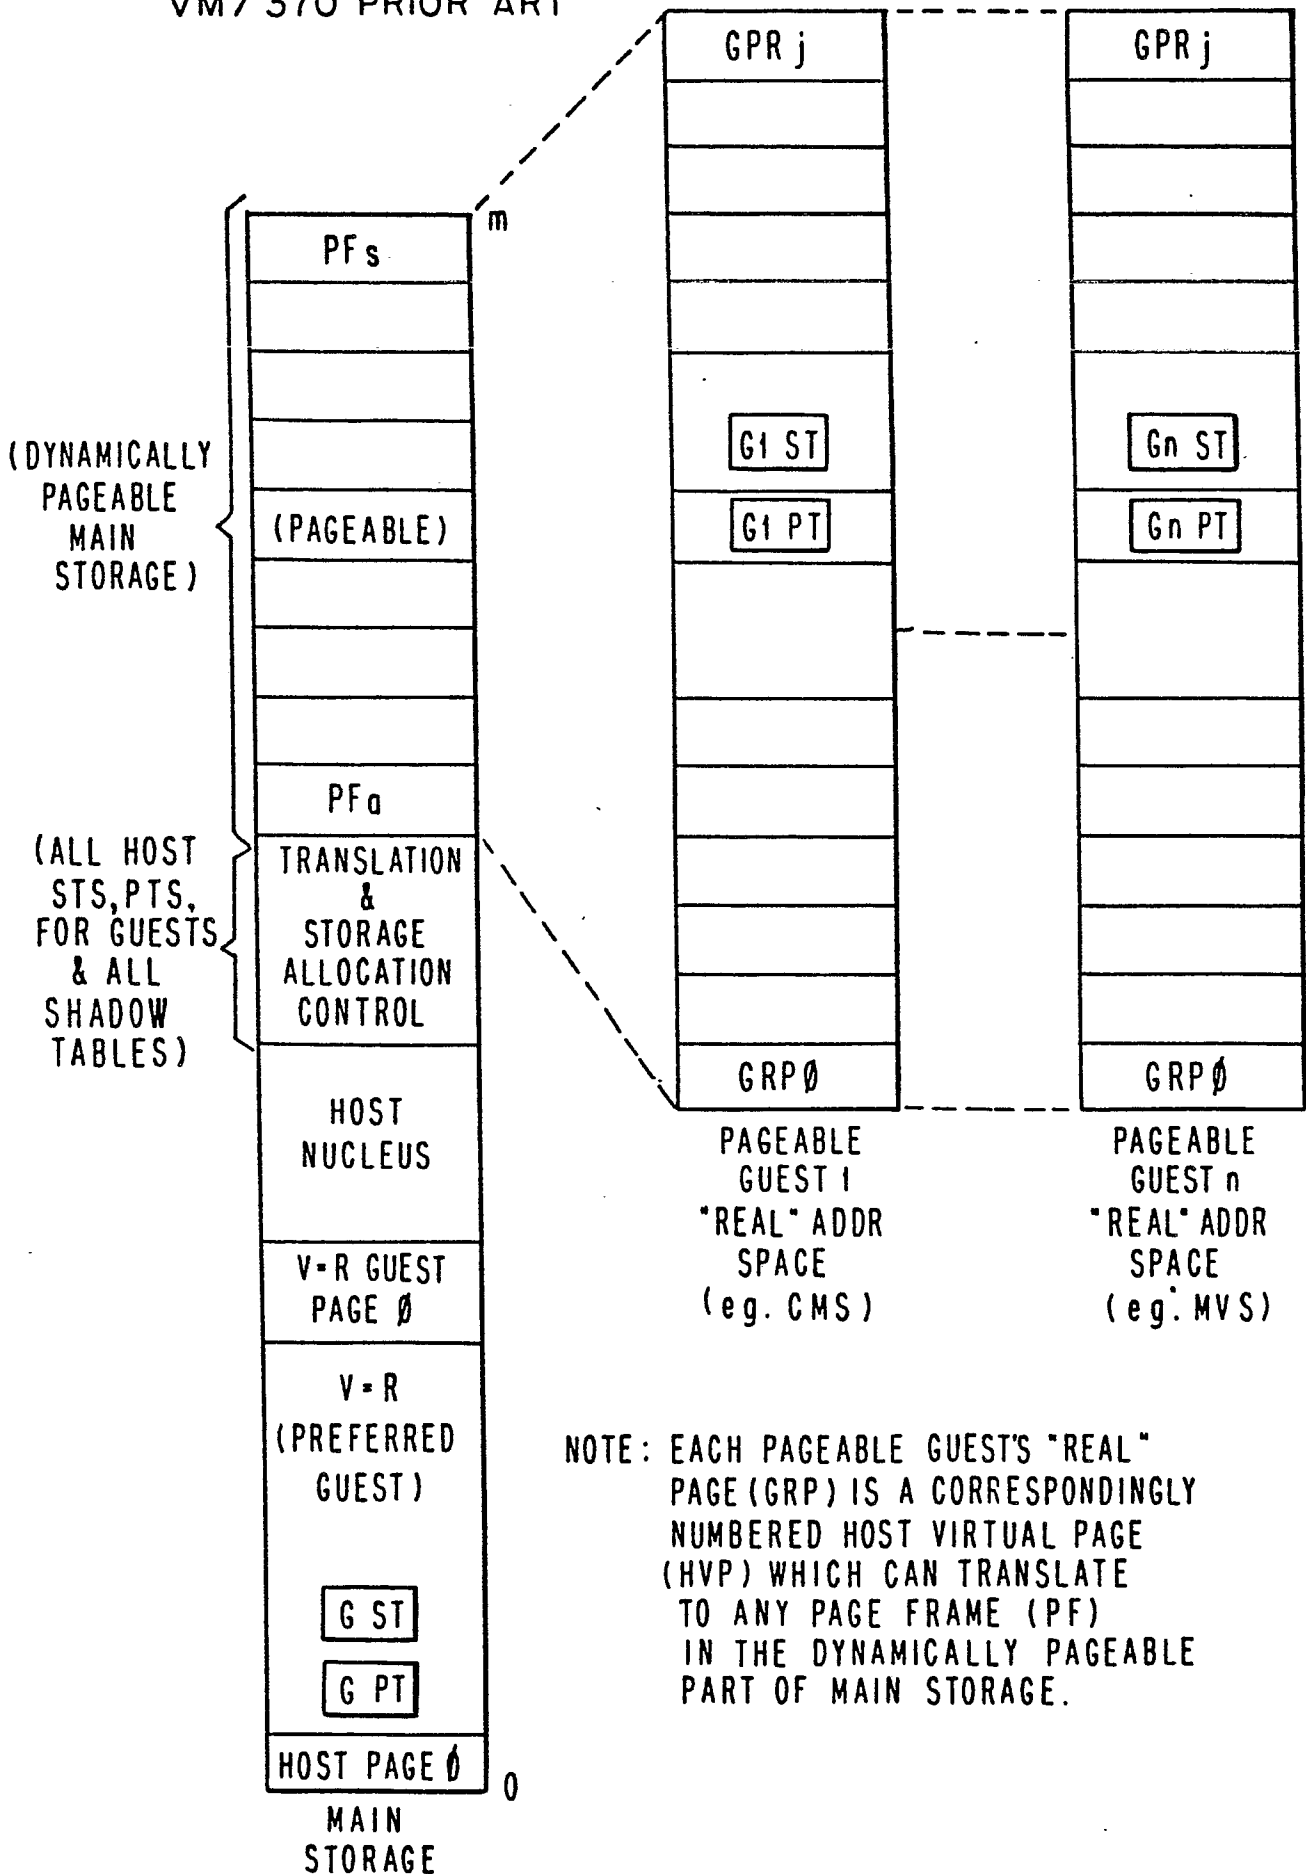 VM/370 PRIOR ART
GPR j
GPR j
m
PFs
(DYNAMICALLY
PAGEABLE
MAIN
STORAGE)
(PAGEABLE)
G1 ST
G1 PT
Gn ST
Gn PT
PFa
(ALL HOST
STS, PTS,
FOR GUESTS
& ALL
SHADOW
TABLES)
TRANSLATION
&
STORAGE
ALLOCATION
CONTROL
GRPØ
GRPØ
HOST
NUCLEUS
PAGEABLE
GUEST 1
"REAL" ADDR
SPACE
(eg. CMS)
PAGEABLE
GUEST n
"REAL" ADDR
SPACE
(eg. MVS)
V=R GUEST
PAGE Ø
V=R
(PREFERRED
GUEST)
G ST
G PT
HOST PAGE Ø
0
MAIN
STORAGE
NOTE: EACH PAGEABLE GUEST'S "REAL"
PAGE (GRP) IS A CORRESPONDINGLY
NUMBERED HOST VIRTUAL PAGE
(HVP) WHICH CAN TRANSLATE
TO ANY PAGE FRAME (PF)
IN THE DYNAMICALLY PAGEABLE
PART OF MAIN STORAGE.